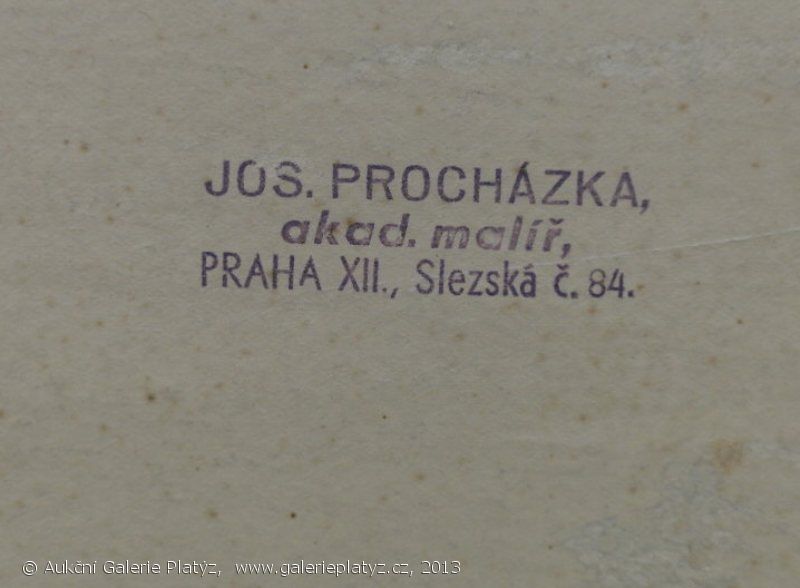 JOS. PROCHÁZKA,
akad. malíř,
PRAHA XII., Slezská č. 84.
© Aukční Galerie Platýz, www.galerieplatyz.cz, 2013